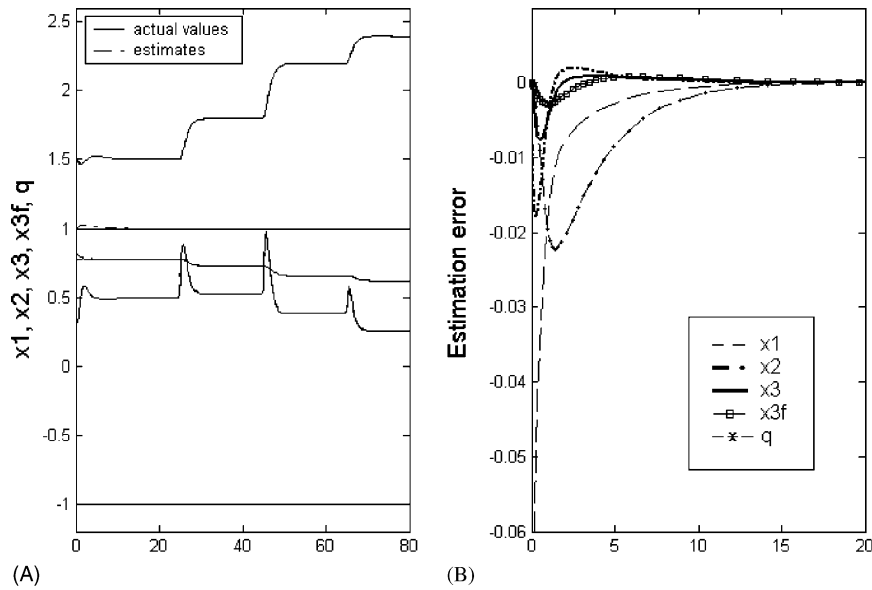 x1, x2, x3, x3f, q
actual values
estimates
2.5
2
1.5
1
0.5
0
-0.5
-1
0
20
40
60
80
(A)
Estimation error
0
-0.01
-0.02
-0.03
-0.04
-0.05
-0.06
x1
x2
x3
x3f
q
0
5
10
15
20
(B)